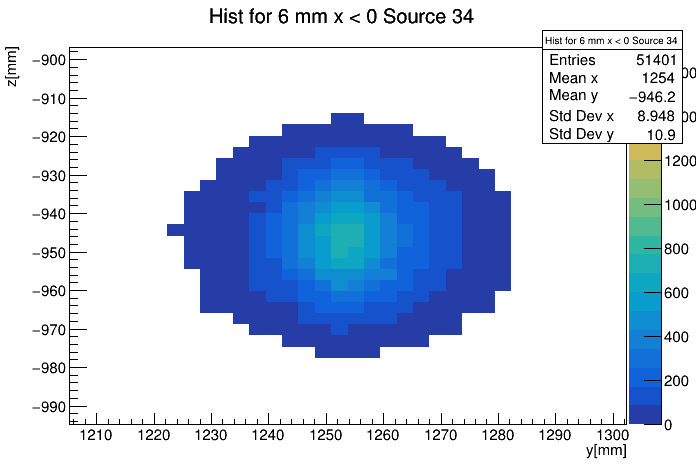 Hist for 6 mm x < 0 Source 34
z[mm]
−900
−910
−920
−930
−940
−950
−960
−970
−980
−990
1210 1220 1230 1240 1250 1260 1270 1280 1290 1300
y[mm]
Hist for 6 mm x < 0 Source 34
Entries 51401
Mean x 1254
Mean y −946.2
Std Dev x 8.948
Std Dev y 10.9
1200
1000
800
600
400
200
0